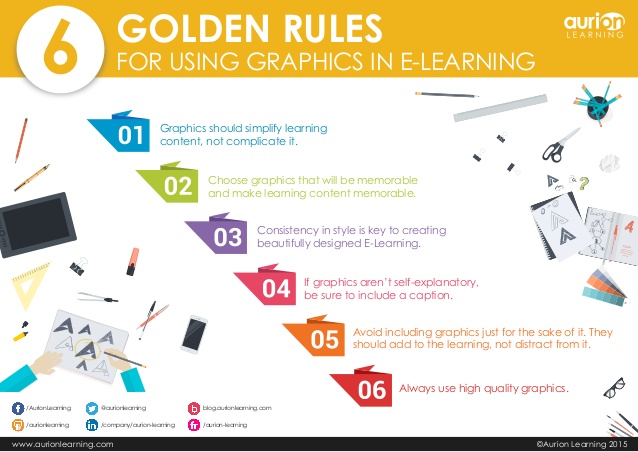 6
GOLDEN RULES
FOR USING GRAPHICS IN E-LEARNING
aurion
LEARNING
01
Graphics should simplify learning
content, not complicate it.
02
Choose graphics that will be memorable
and make learning content memorable.
03
Consistency in style is key to creating
beautifully designed E-Learning.
04
If graphics aren't self-explanatory,
be sure to include a caption.
05
Avoid including graphics just for the sake of it. They
should add to the learning, not distract from it.
06
Always use high quality graphics.
/AurionLearning
@aurionlearning
blog.aurionlearning.com
/aurionlearning
/company/aurion-learning
/aurion-learning
www.aurionlearning.com
©Aurion Learning 2015